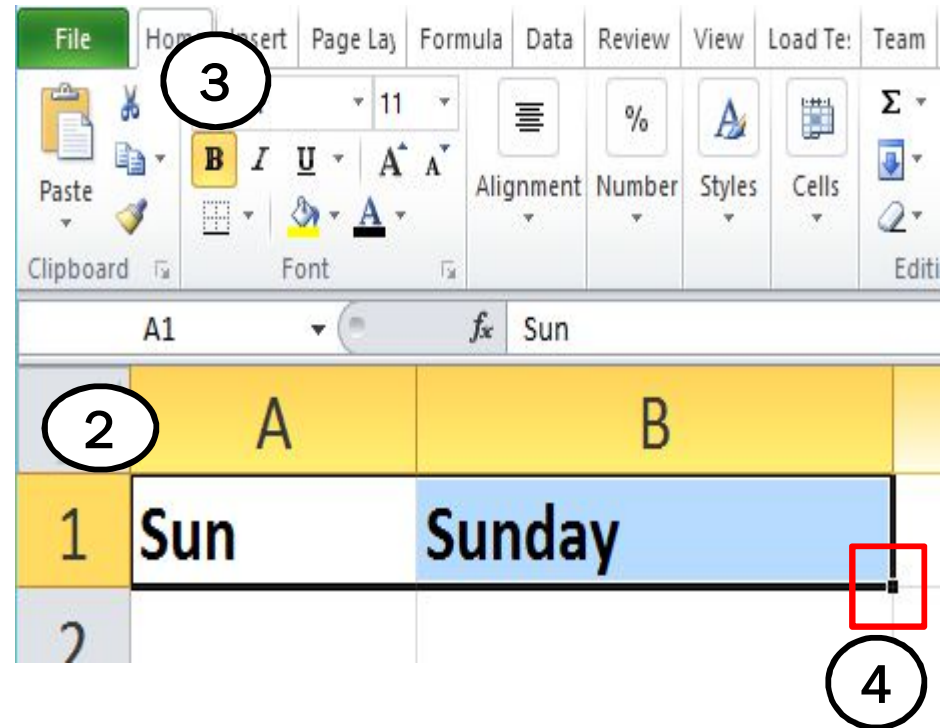 File Home Insert Page Lay Formula Data Review View Load Te: Team
3
11 % Σ
B I U A A
Paste Alignment Number Styles Cells
A
Clipboard Font Editi
A1 fx Sun
2 A B
1 Sun Sunday
2
4